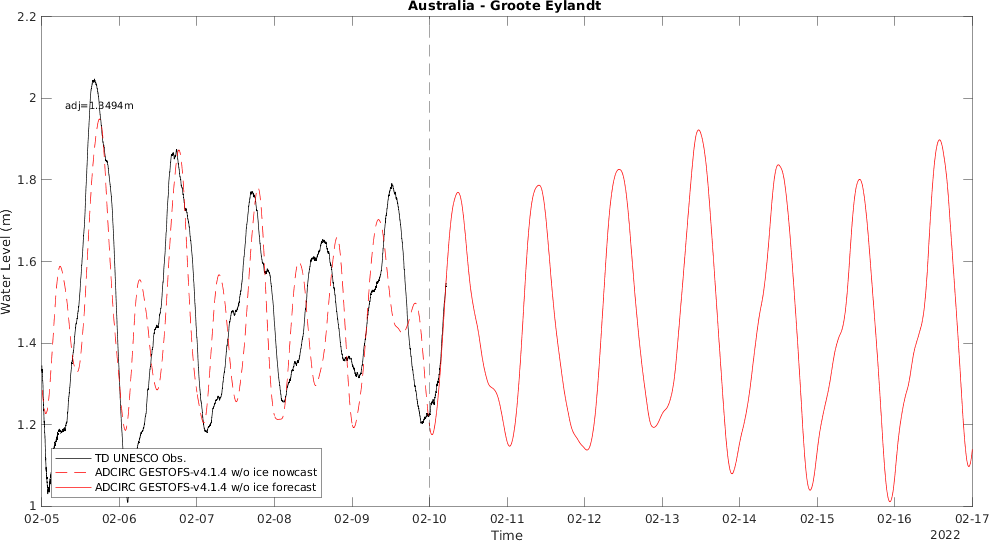 Australia - Groote Eylandt
2.2
2
1.8
1.6
1.4
1.2
1
Water Level (m)
adj=1.3494m
TD UNESCO Obs.
ADCIRC GESTOFS-v4.1.4 w/o ice nowcast
ADCIRC GESTOFS-v4.1.4 w/o ice forecast
02-05 02-06 02-07 02-08 02-09 02-10 02-11 02-12 02-13 02-14 02-15 02-16 02-17
Time
2022